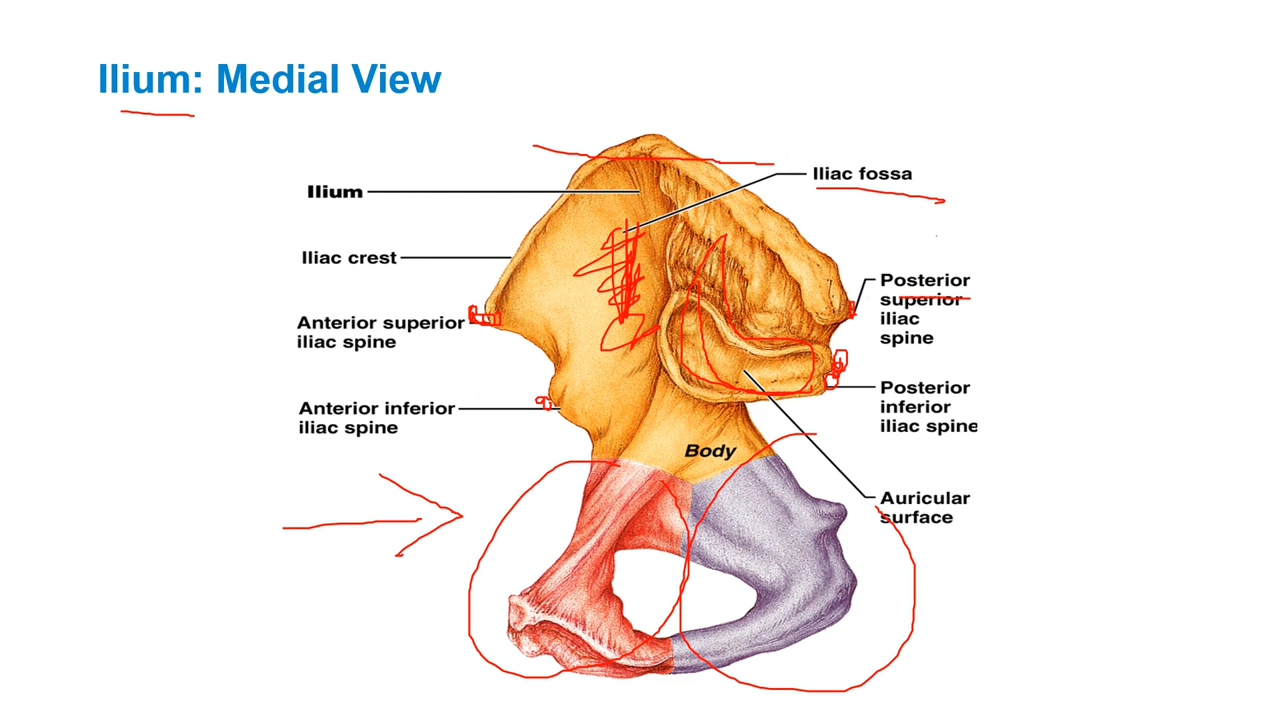 Ilium: Medial View
Iliac fossa
Ilium
Iliac crest
Posterior
superior
iliac
spine
Anterior superior
iliac spine
Posterior
inferior
iliac spine
Anterior inferior
iliac spine
Body
Auricular
surface